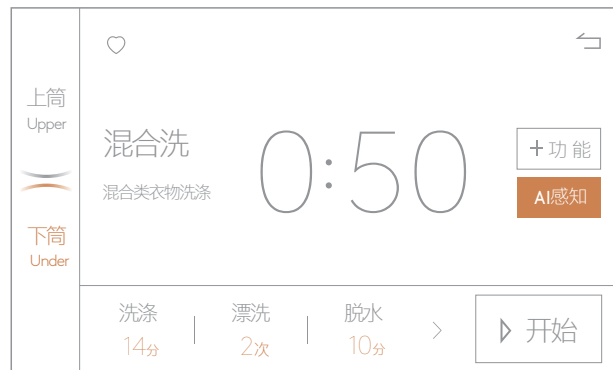 上筒
Upper
下筒
Under
混合洗
混合类衣物洗涤
0:50
+功能
AI感知
洗涤
14分
漂洗
2次
脱水
10分
开始